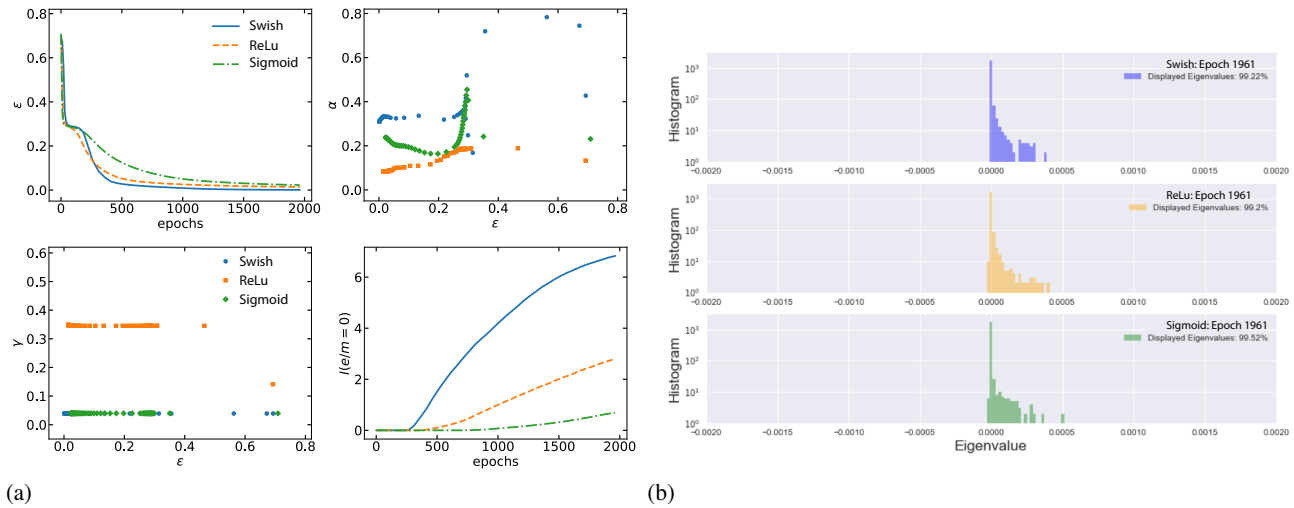 0.8
0.6
0.4
0.2
0.0
ε
0 500 1000 1500 2000
epochs
Swish
ReLu
Sigmoid
0.8
0.6
0.4
0.2
0.0
α
0.0 0.2 0.4 0.6 0.8
ε
0.6
0.5
0.4
0.3
0.2
0.1
0.0
γ
0.0 0.2 0.4 0.6 0.8
ε
Swish
ReLu
Sigmoid
6
4
2
0
I(e/m = 0)
0 500 1000 1500 2000
epochs
(a)
Swish: Epoch 1961
Displayed Eigenvalues: 99.22%
Histogram
10³
10²
10¹
10⁰
−0.0020 −0.0015 −0.0010 −0.0005 0.0000 0.0005 0.0010 0.0015 0.0020
ReLu: Epoch 1961
Displayed Eigenvalues: 99.2%
Histogram
10³
10²
10¹
10⁰
−0.0020 −0.0015 −0.0010 −0.0005 0.0000 0.0005 0.0010 0.0015 0.0020
Sigmoid: Epoch 1961
Displayed Eigenvalues: 99.52%
Histogram
10³
10²
10¹
10⁰
−0.0020 −0.0015 −0.0010 −0.0005 0.0000 0.0005 0.0010 0.0015 0.0020
Eigenvalue
(b)